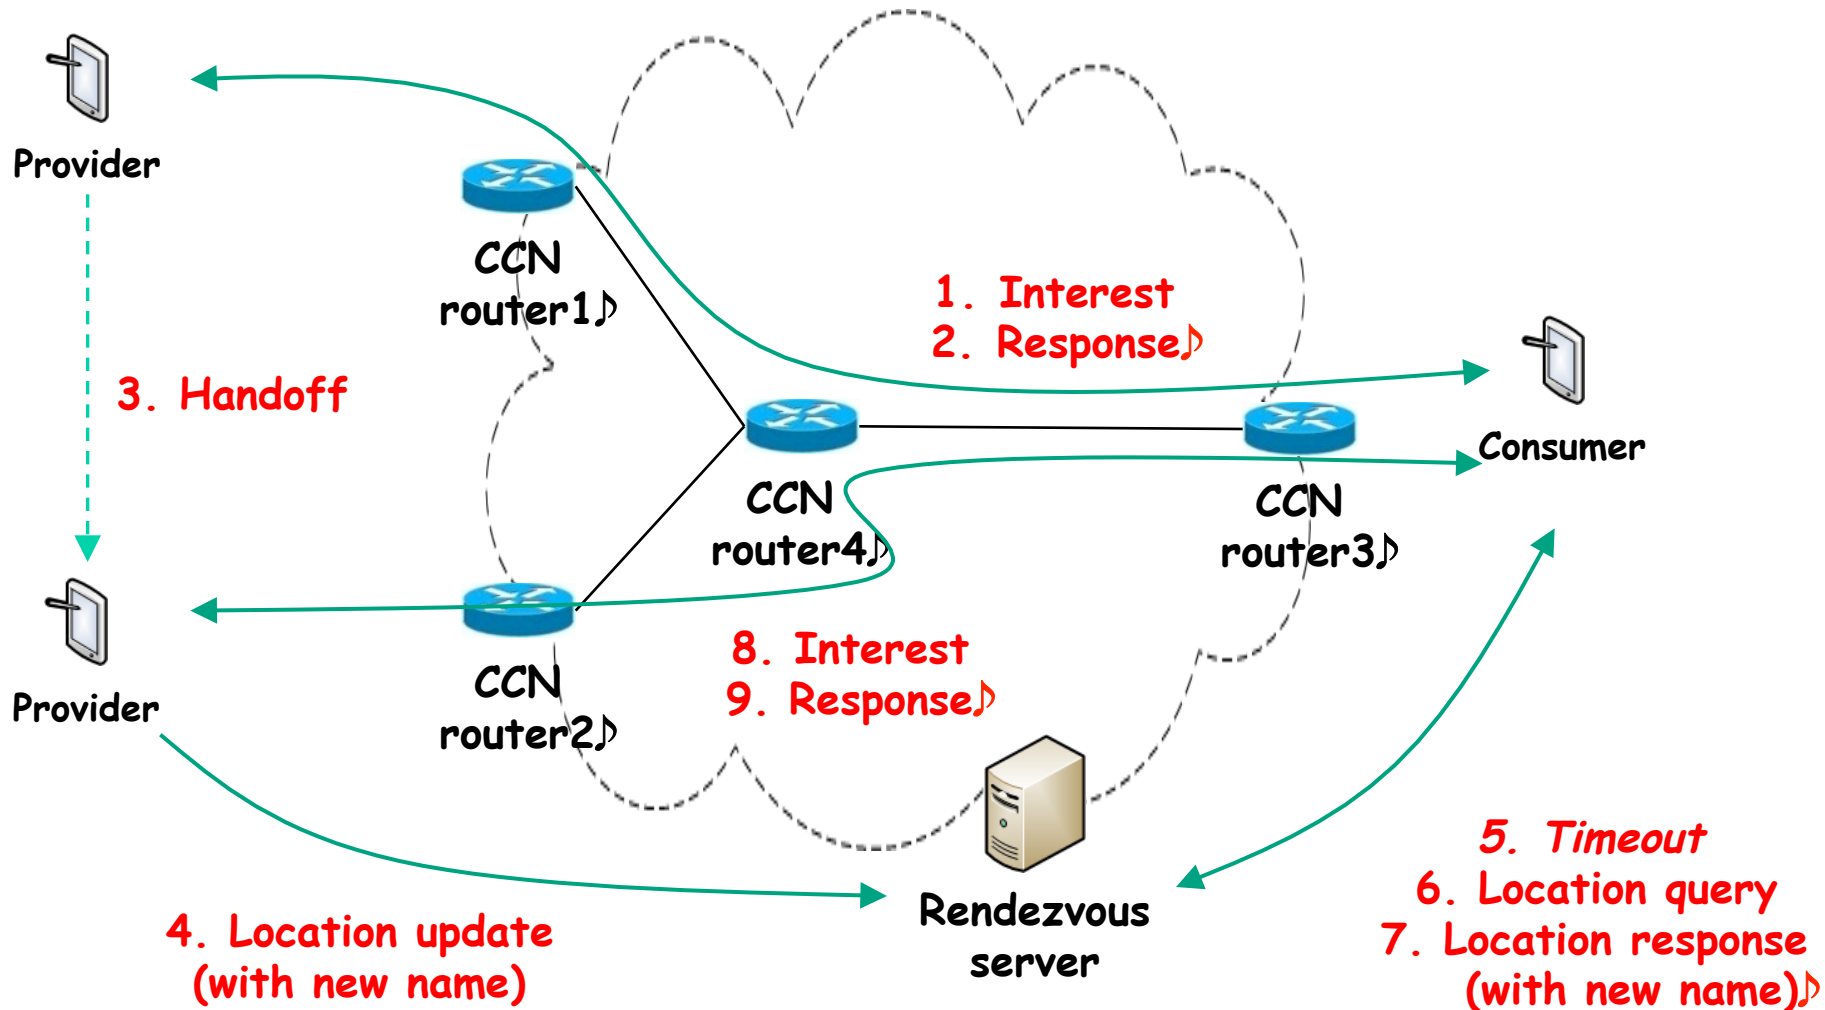 Provider
CCN
router1♪
1. Interest
2. Response♪
3. Handoff
Consumer
CCN
router4♪
CCN
router3♪
8. Interest
9. Response♪
CCN
router2♪
Provider
5. Timeout
6. Location query
7. Location response
(with new name)♪
Rendezvous
server
4. Location update
(with new name)